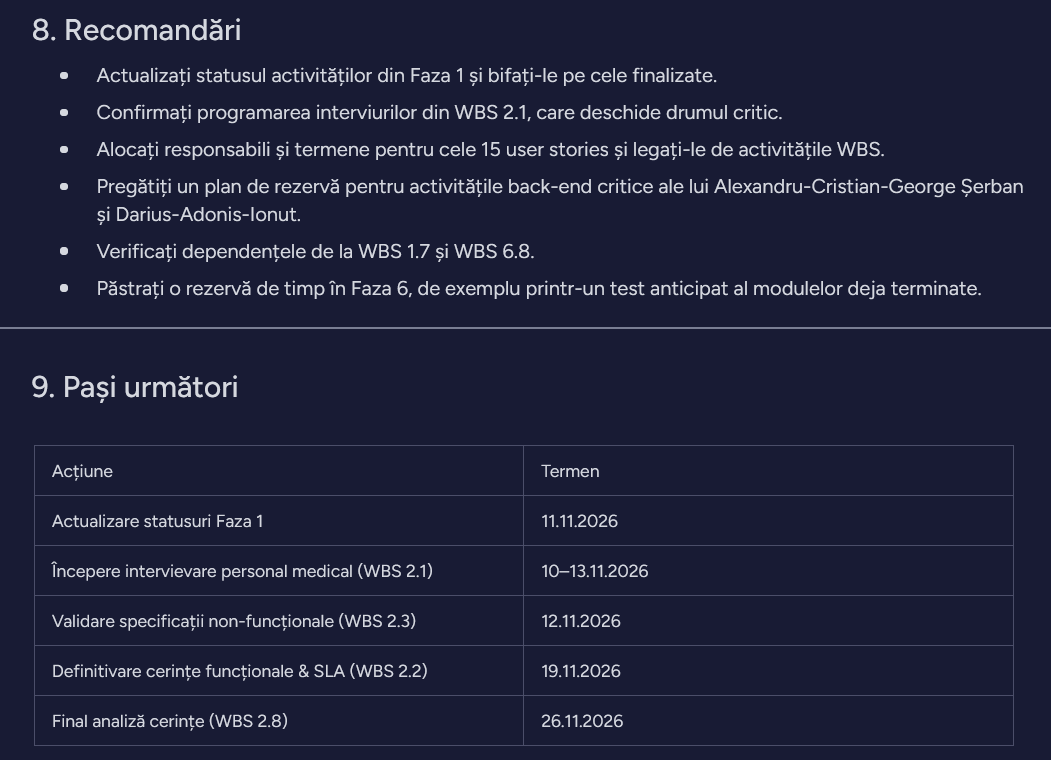 8. Recomandări
Actualizați statusul activităților din Faza 1 și bifați-le pe cele finalizate.
Confirmați programarea interviurilor din WBS 2.1, care deschide drumul critic.
Alocați responsabili și termene pentru cele 15 user stories și legați-le de activitățile WBS.
Pregătiți un plan de rezervă pentru activitățile back-end critice ale lui Alexandru-Cristian-George Șerban
și Darius-Adonis-Ionut.
Verificați dependențele de la WBS 1.7 și WBS 6.8.
Păstrați o rezervă de timp în Faza 6, de exemplu printr-un test anticipat al modulelor deja terminate.
9. Pași următori
Acțiune Termen
Actualizare statusuri Faza 1 11.11.2026
Începere intervievare personal medical (WBS 2.1) 10–13.11.2026
Validare specificații non-funcționale (WBS 2.3) 12.11.2026
Definitivare cerințe funcționale & SLA (WBS 2.2) 19.11.2026
Final analiză cerințe (WBS 2.8) 26.11.2026